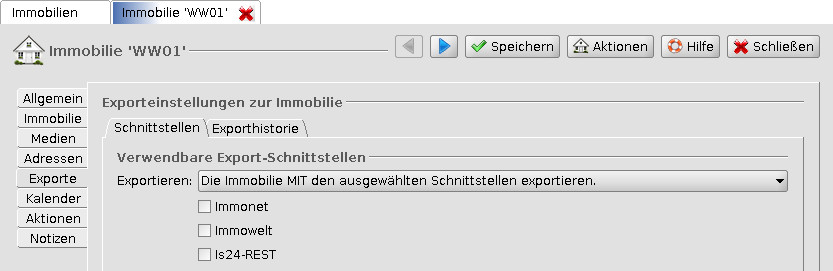 Immobilien
Immobilie 'WW01'
Immobilie 'WW01'
Speichern
Aktionen
Hilfe
Schließen
Allgemein
Immobilie
Medien
Adressen
Exporte
Kalender
Aktionen
Notizen
Exporteinstellungen zur Immobilie
Schnittstellen
Exporthistorie
Verwendbare Export-Schnittstellen
Exportieren: Die Immobilie MIT den ausgewählten Schnittstellen exportieren.
Immonet
Immowelt
Is24-REST